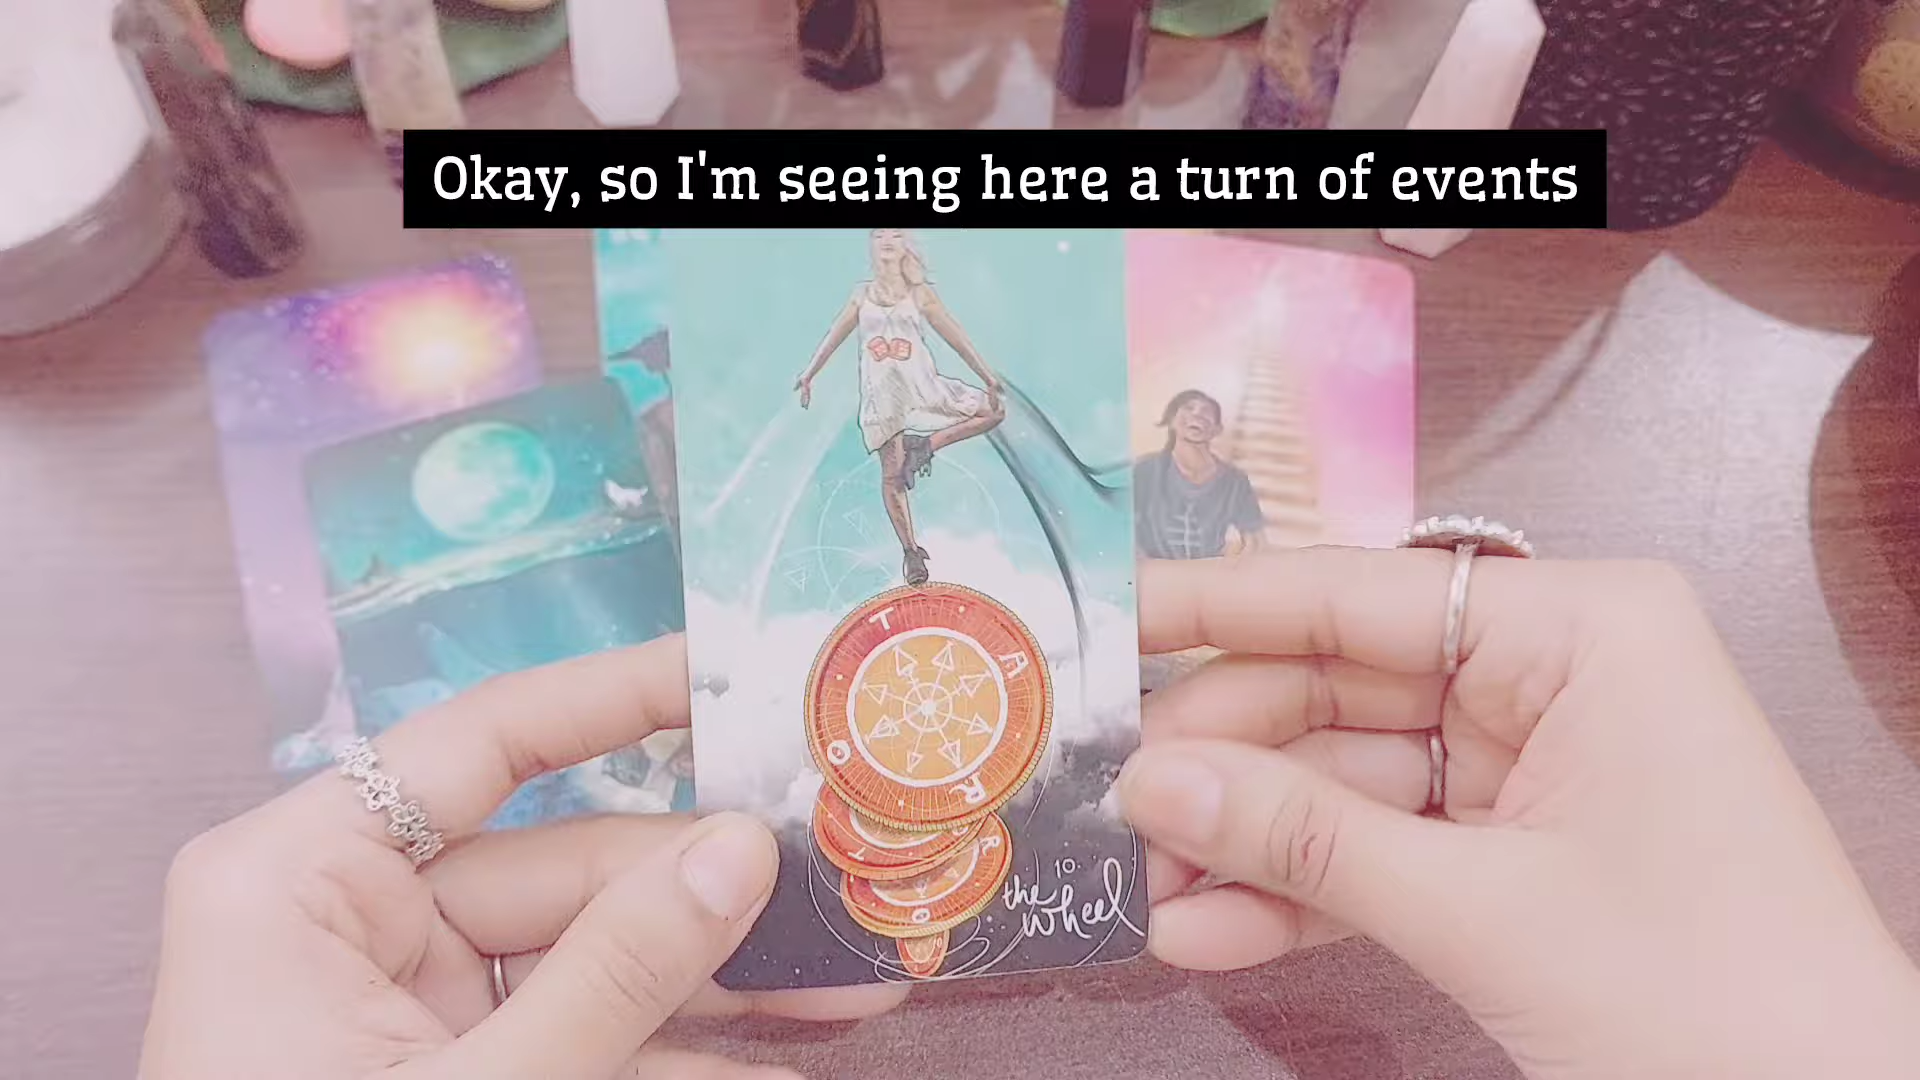 Okay, so I'm seeing here a turn of events
T
A
R
O
10
the
wheel